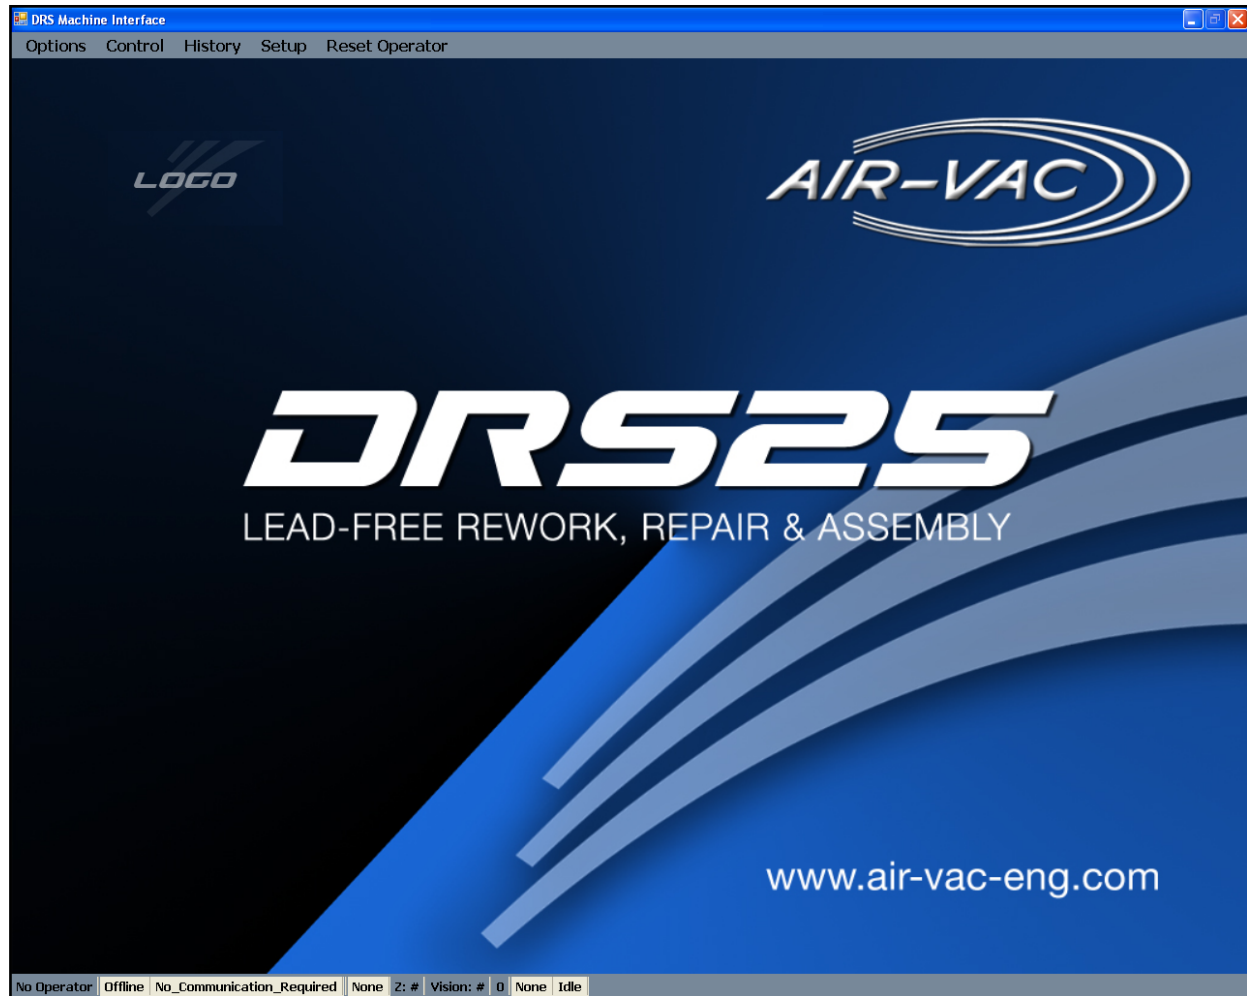 DRS Machine Interface
Options Control History Setup Reset Operator
LOGO
AIR-VAC
DRS25
LEAD-FREE REWORK, REPAIR & ASSEMBLY
www.air-vac-eng.com
No Operator Offline No_Communication_Required None Z: # Vision: # 0 None Idle